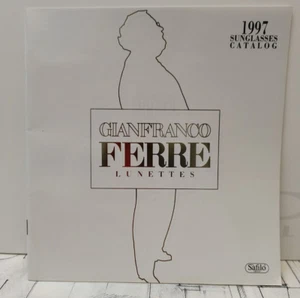 1997
SUNGLASSES
CATALOG
GIANFRANCO
FERRE
LUNETTES
Safilo